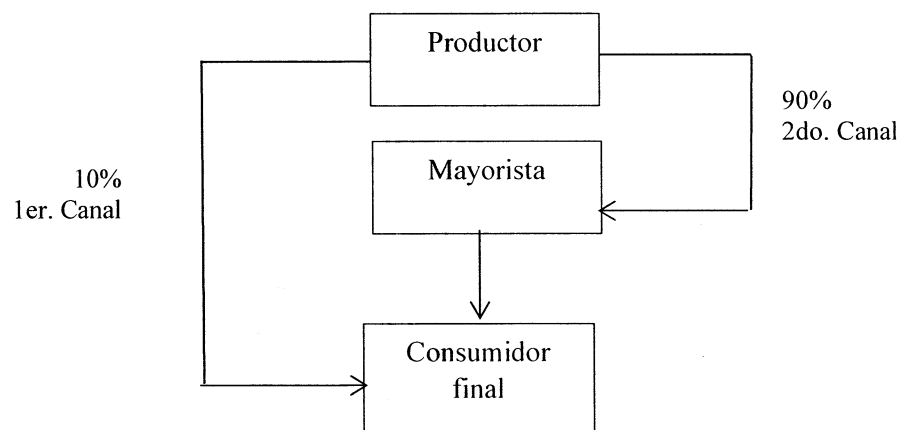 Productor
90%
2do. Canal
Mayorista
10%
1er. Canal
Consumidor
final